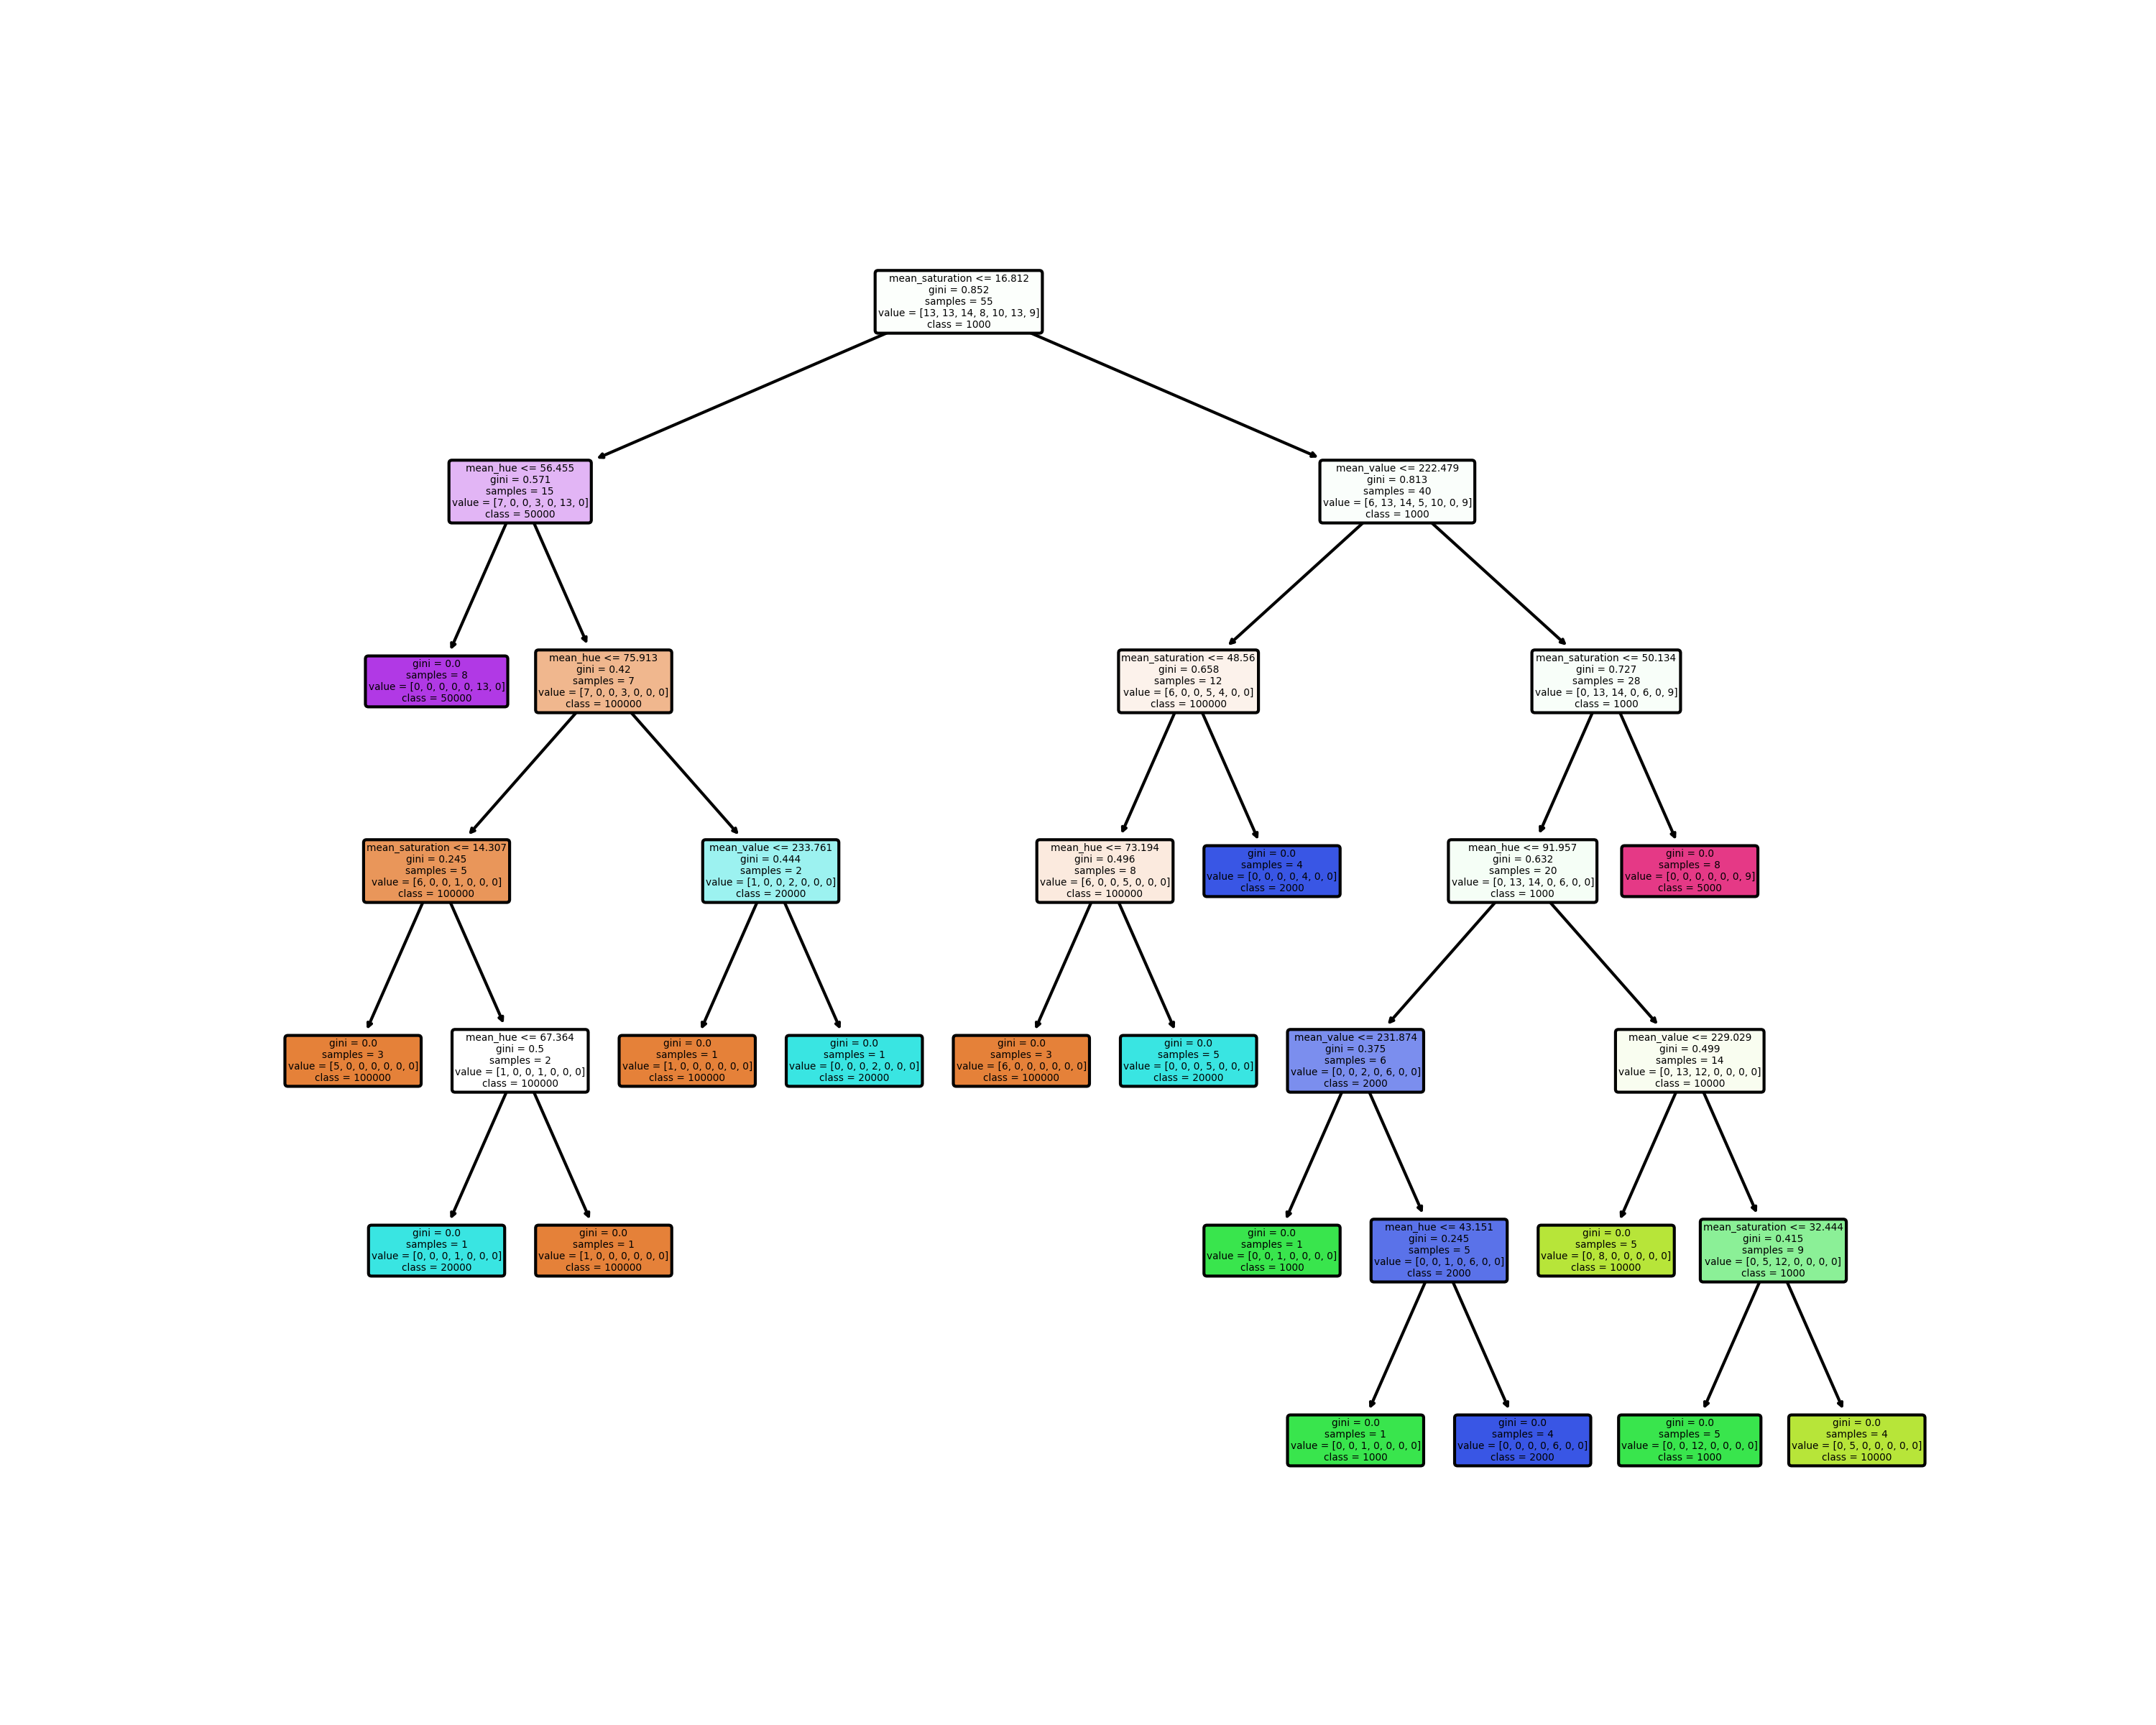 mean_saturation <= 16.812
gini = 0.852
samples = 55
value = [13, 13, 14, 8, 10, 13, 9]
class = 1000
mean_hue <= 56.455
gini = 0.571
samples = 15
value = [7, 0, 0, 3, 0, 13, 0]
class = 50000
mean_value <= 222.479
gini = 0.813
samples = 40
value = [6, 13, 14, 5, 10, 0, 9]
class = 1000
gini = 0.0
samples = 8
value = [0, 0, 0, 0, 0, 13, 0]
class = 50000
mean_hue <= 75.913
gini = 0.42
samples = 7
value = [7, 0, 0, 3, 0, 0, 0]
class = 100000
mean_saturation <= 48.56
gini = 0.658
samples = 12
value = [6, 0, 0, 5, 4, 0, 0]
class = 100000
mean_saturation <= 50.134
gini = 0.727
samples = 28
value = [0, 13, 14, 0, 6, 0, 9]
class = 1000
mean_saturation <= 14.307
gini = 0.245
samples = 5
value = [6, 0, 0, 1, 0, 0, 0]
class = 100000
mean_value <= 233.761
gini = 0.444
samples = 2
value = [1, 0, 0, 2, 0, 0, 0]
class = 20000
mean_hue <= 73.194
gini = 0.496
samples = 8
value = [6, 0, 0, 5, 0, 0, 0]
class = 100000
gini = 0.0
samples = 4
value = [0, 0, 0, 0, 4, 0, 0]
class = 2000
mean_hue <= 91.957
gini = 0.632
samples = 20
value = [0, 13, 14, 0, 6, 0, 0]
class = 1000
gini = 0.0
samples = 8
value = [0, 0, 0, 0, 0, 0, 9]
class = 5000
gini = 0.0
samples = 3
value = [5, 0, 0, 0, 0, 0, 0]
class = 100000
mean_hue <= 67.364
gini = 0.5
samples = 2
value = [1, 0, 0, 1, 0, 0, 0]
class = 100000
gini = 0.0
samples = 1
value = [1, 0, 0, 0, 0, 0, 0]
class = 100000
gini = 0.0
samples = 1
value = [0, 0, 0, 2, 0, 0, 0]
class = 20000
gini = 0.0
samples = 3
value = [6, 0, 0, 0, 0, 0, 0]
class = 100000
gini = 0.0
samples = 5
value = [0, 0, 0, 5, 0, 0, 0]
class = 20000
mean_value <= 231.874
gini = 0.375
samples = 6
value = [0, 0, 2, 0, 6, 0, 0]
class = 2000
mean_value <= 229.029
gini = 0.499
samples = 14
value = [0, 13, 12, 0, 0, 0, 0]
class = 10000
gini = 0.0
samples = 1
value = [0, 0, 0, 1, 0, 0, 0]
class = 20000
gini = 0.0
samples = 1
value = [1, 0, 0, 0, 0, 0, 0]
class = 100000
gini = 0.0
samples = 1
value = [0, 0, 1, 0, 0, 0, 0]
class = 1000
mean_hue <= 43.151
gini = 0.245
samples = 5
value = [0, 0, 1, 0, 6, 0, 0]
class = 2000
gini = 0.0
samples = 5
value = [0, 8, 0, 0, 0, 0, 0]
class = 10000
mean_saturation <= 32.444
gini = 0.415
samples = 9
value = [0, 5, 12, 0, 0, 0, 0]
class = 1000
gini = 0.0
samples = 1
value = [0, 0, 1, 0, 0, 0, 0]
class = 1000
gini = 0.0
samples = 4
value = [0, 0, 0, 0, 6, 0, 0]
class = 2000
gini = 0.0
samples = 5
value = [0, 0, 12, 0, 0, 0, 0]
class = 1000
gini = 0.0
samples = 4
value = [0, 5, 0, 0, 0, 0, 0]
class = 10000